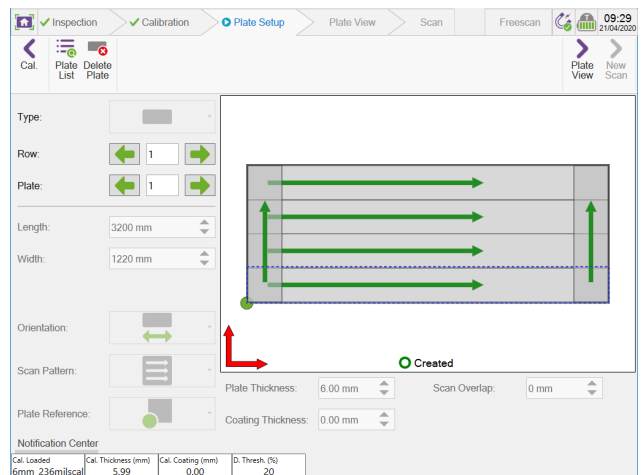 Inspection Calibration Plate Setup Plate View Scan Freescan 09:29
21/04/2020
Cal. Plate List Delete Plate Plate View New Scan
Type:
Row: 1
Plate: 1
Length: 3200 mm
Width: 1220 mm
Orientation:
Scan Pattern:
Plate Reference:
Created
Plate Thickness: 6.00 mm Scan Overlap: 0 mm
Coating Thickness: 0.00 mm
Notification Center
Cal. Loaded Cal. Thickness (mm) Cal. Coating (mm) D. Thresh. (%)
6mm_236milscal 5.99 0.00 20